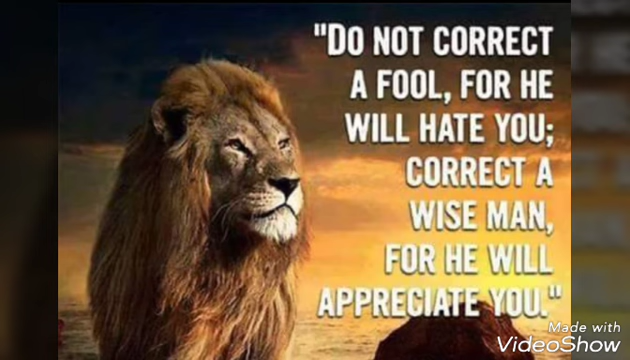 "DO NOT CORRECT
A FOOL, FOR HE
WILL HATE YOU;
CORRECT A
WISE MAN,
FOR HE WILL
APPRECIATE YOU."
Made with
VideoShow